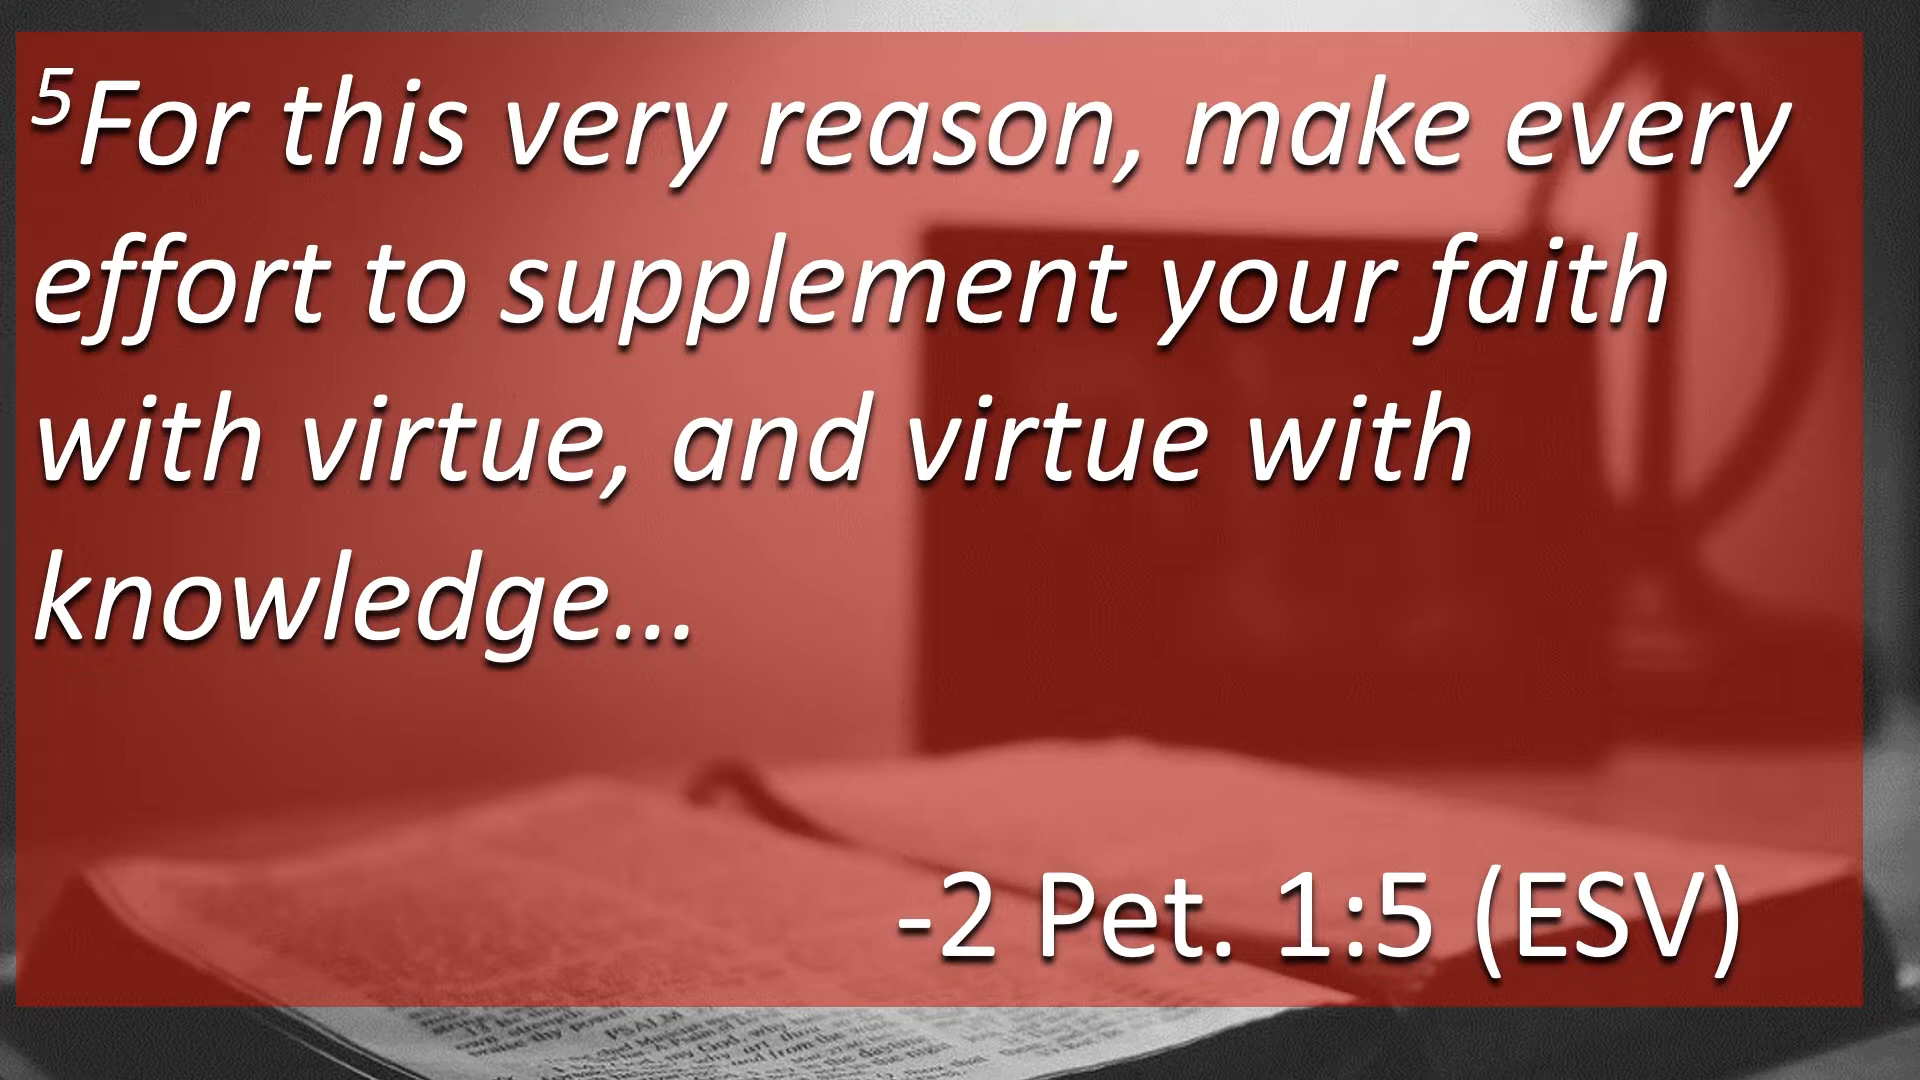 ⁵For this very reason, make every
effort to supplement your faith
with virtue, and virtue with
knowledge…
-2 Pet. 1:5 (ESV)
PSALM